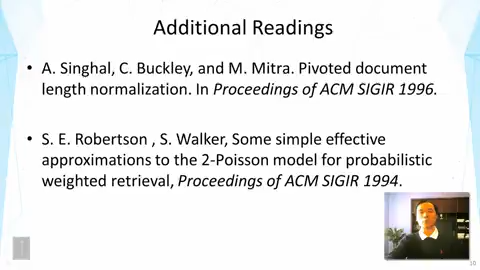 Additional Readings
• A. Singhal, C. Buckley, and M. Mitra. Pivoted document
length normalization. In Proceedings of ACM SIGIR 1996.
• S. E. Robertson , S. Walker, Some simple effective
approximations to the 2-Poisson model for probabilistic
weighted retrieval, Proceedings of ACM SIGIR 1994.